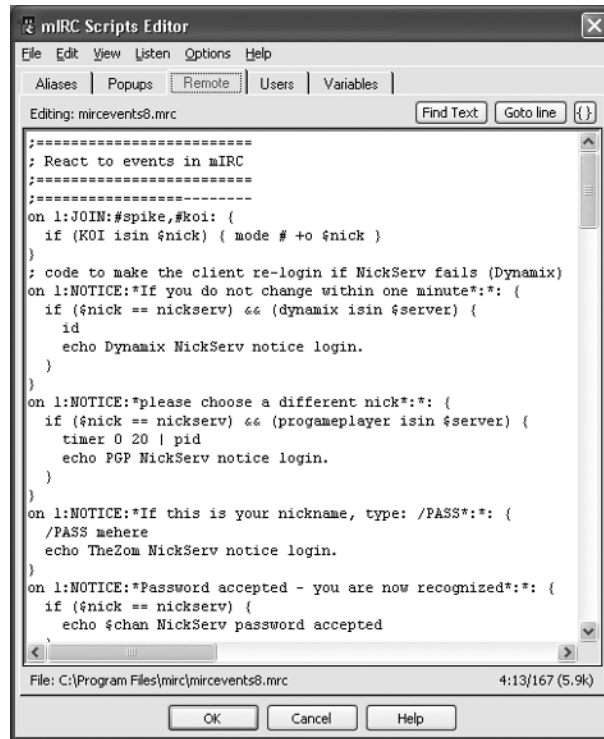 mIRC Scripts Editor
File Edit View Listen Options Help
Aliases Popups Remote Users Variables
Editing: mircevents8.mrc Find Text Goto line {}
;==========================
; React to events in mIRC
;==========================
;=================--------
on 1:JOIN:#spike,#koi: {
  if (KOI isin $nick) { mode # +o $nick }
}
; code to make the client re-login if NickServ fails (Dynamix)
on 1:NOTICE:*If you do not change within one minute*:*: {
  if ($nick == nickserv) && (dynamix isin $server) {
    id
    echo Dynamix NickServ notice login.
  }
}
on 1:NOTICE:*please choose a different nick*:*: {
  if ($nick == nickserv) && (progameplayer isin $server) {
    timer 0 20 | pid
    echo PGP NickServ notice login.
  }
}
on 1:NOTICE:*If this is your nickname, type: /PASS*:*: {
  /PASS mehere
  echo TheZom NickServ notice login.
}
on 1:NOTICE:*Password accepted - you are now recognized*:*: {
  if ($nick == nickserv) {
    echo $chan NickServ password accepted
  }
File: C:\Program Files\mirc\mircevents8.mrc 4:13/167 (5.9k)
OK Cancel Help